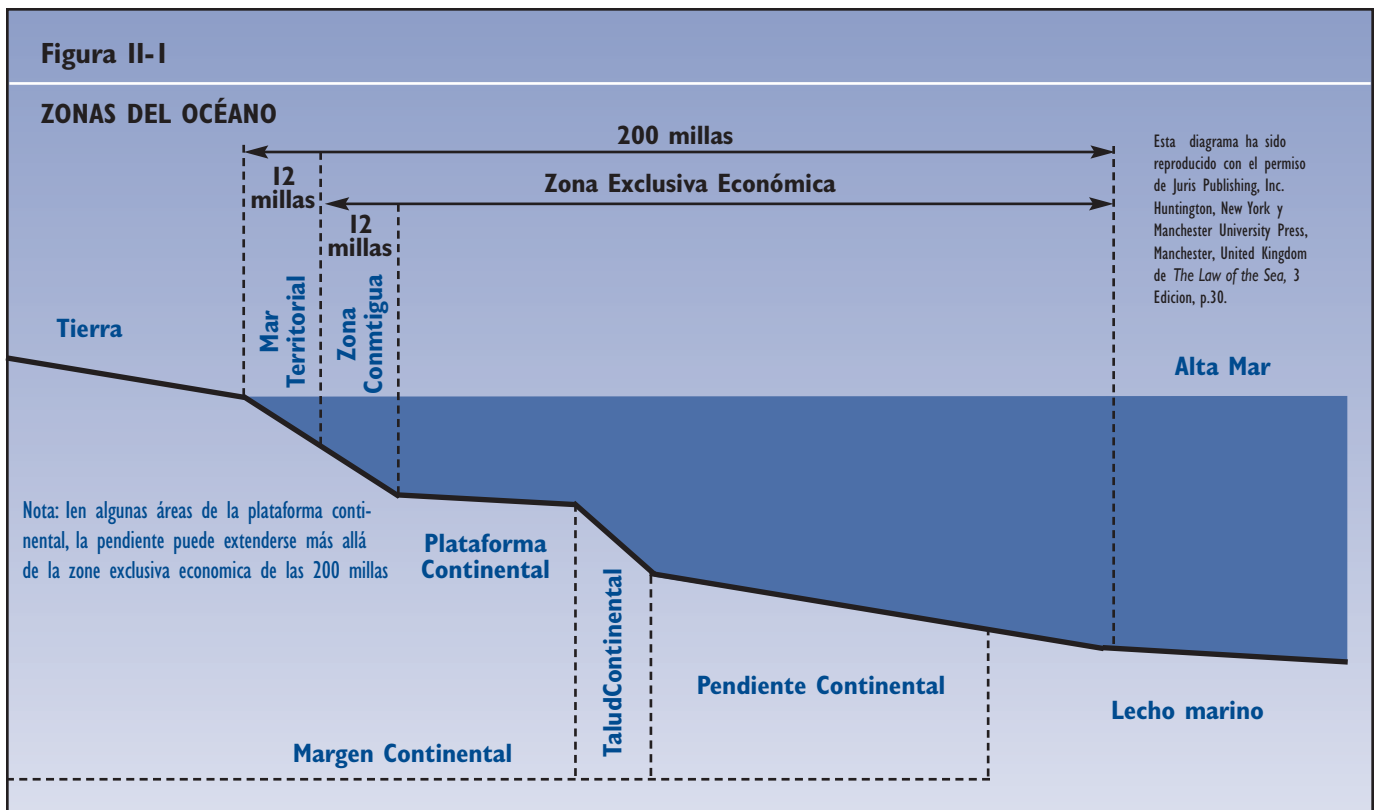 Figura II-1
ZONAS DEL OCÉANO
200 millas
12
millas
Zona Exclusiva Económica
12
millas
Esta diagrama ha sido
reproducido con el permiso
de Juris Publishing, Inc.
Huntington, New York y
Manchester University Press,
Manchester, United Kingdom
de The Law of the Sea, 3
Edicion, p.30.
Tierra
Mar
Territorial
Zona
Conmtigua
Alta Mar
Nota: Ien algunas áreas de la plataforma conti-
nental, la pendiente puede extenderse más allá
de la zone exclusiva economica de las 200 millas
Plataforma
Continental
TaludContinental
Pendiente Continental
Lecho marino
Margen Continental